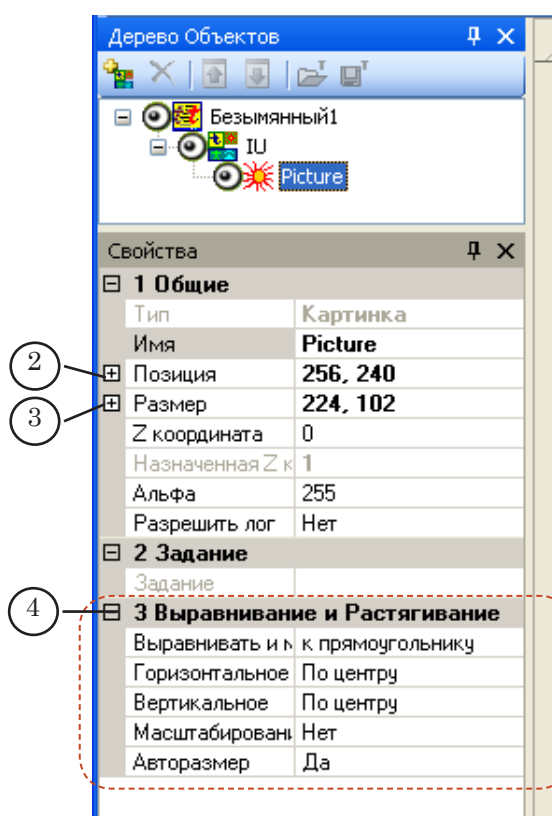 Дерево Объектов
Безымянный1
IU
Picture
Свойства
1 Общие
Тип Картинка
Имя Picture
2 Позиция 256, 240
3 Размер 224, 102
Z координата 0
Назначенная Z к 1
Альфа 255
Разрешить лог Нет
2 Задание
Задание
4 3 Выравнивание и Растягивание
Выравнивать и м к прямоугольнику
Горизонтальное По центру
Вертикальное По центру
Масштабировани Нет
Авторазмер Да